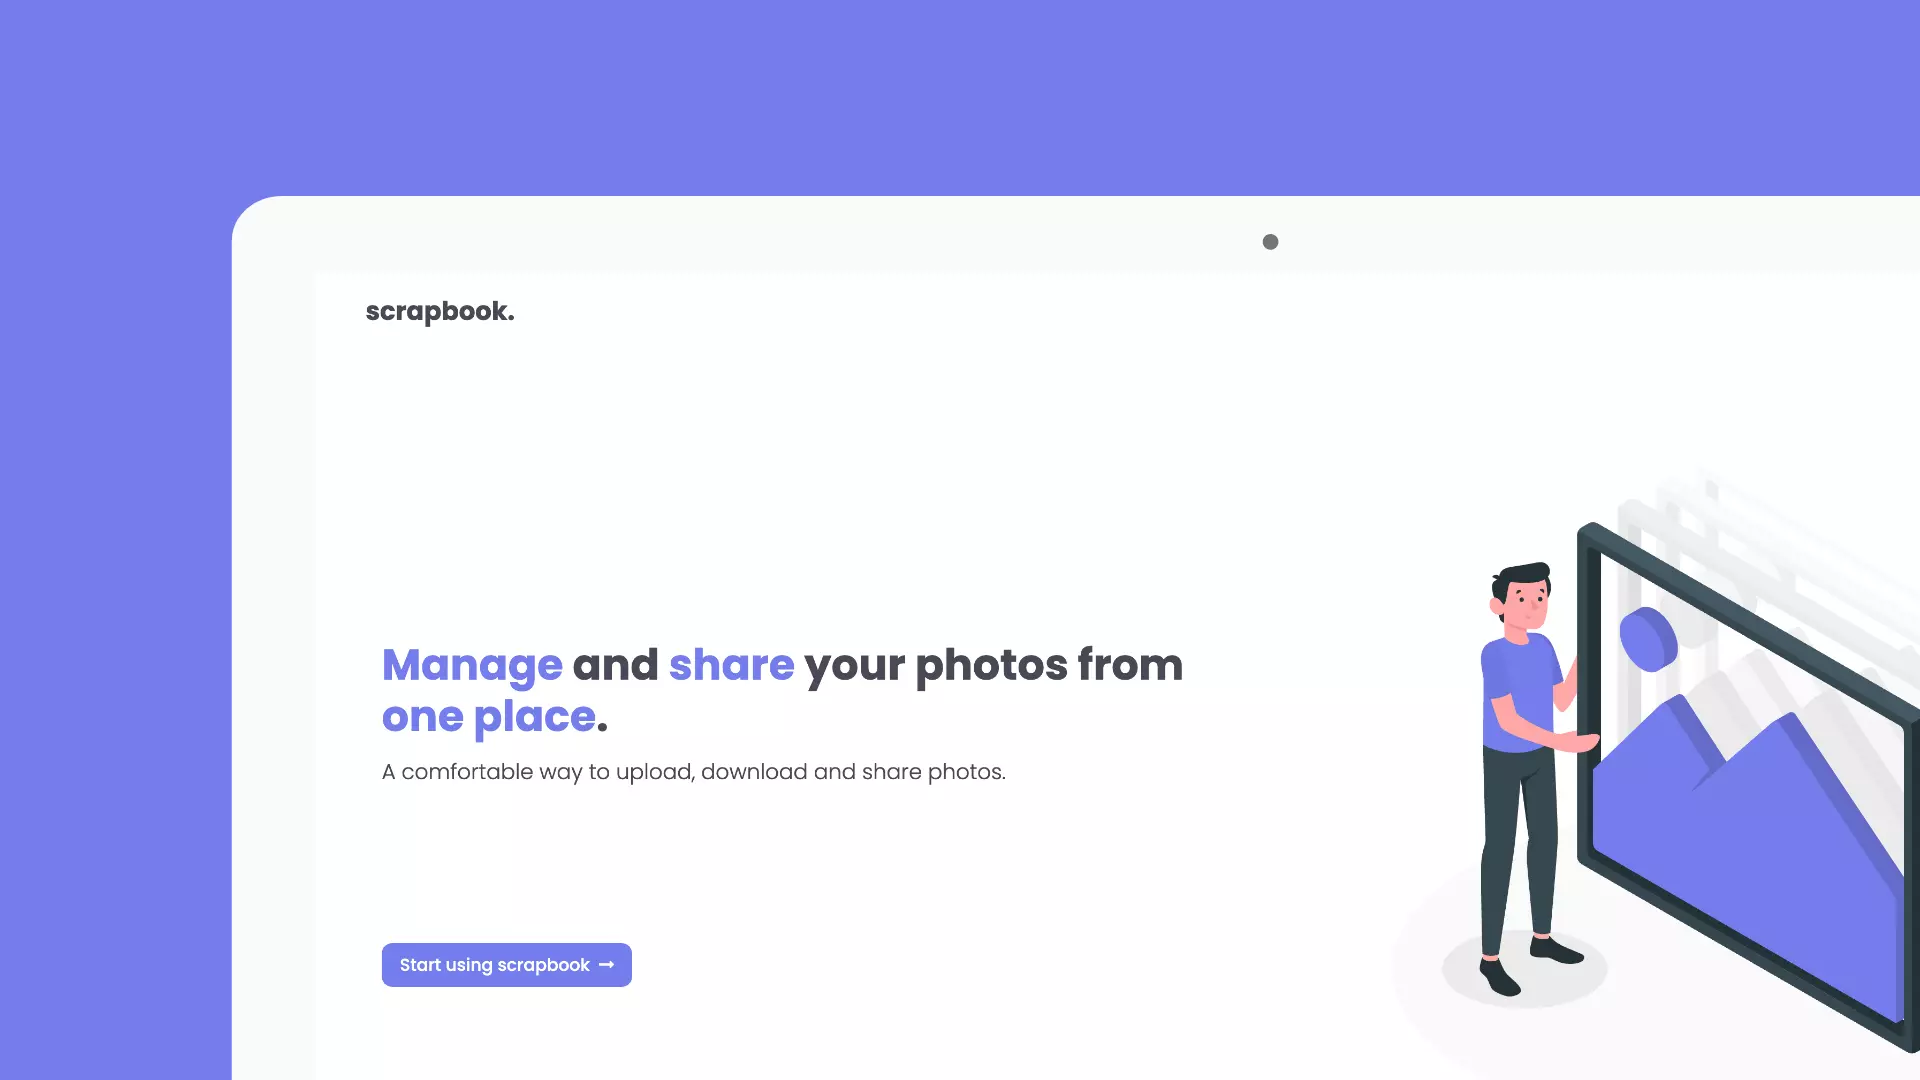 scrapbook.
Manage and share your photos from
one place.
A comfortable way to upload, download and share photos.
Start using scrapbook →